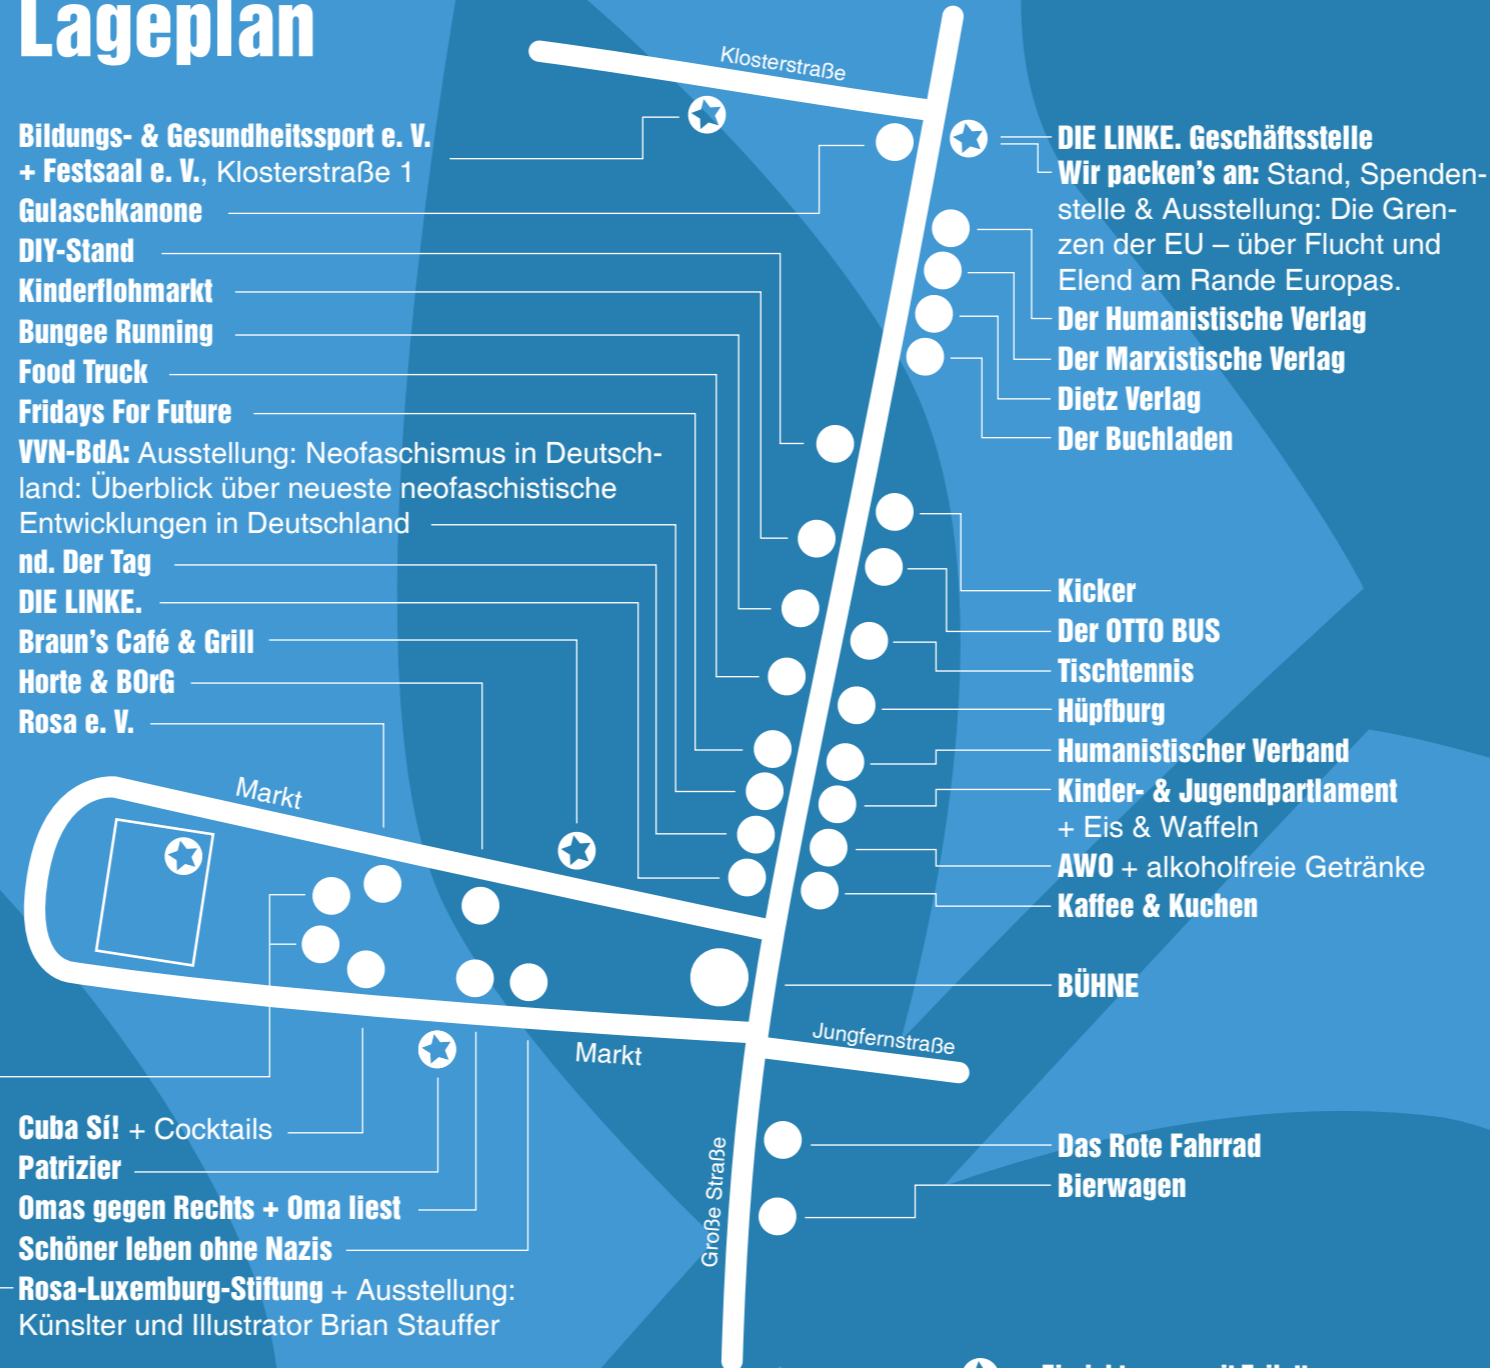 Lageplan
Klosterstraße
Bildungs- & Gesundheitssport e. V.
+ Festsaal e. V., Klosterstraße 1
Gulaschkanone
DIY-Stand
Kinderflohmarkt
Bungee Running
Food Truck
Fridays For Future
VVN-BdA: Ausstellung: Neofaschismus in Deutsch-
land: Überblick über neueste neofaschistische
Entwicklungen in Deutschland
nd. Der Tag
DIE LINKE.
Braun's Café & Grill
Horte & BOrG
Rosa e. V.
DIE LINKE. Geschäftsstelle
Wir packen's an: Stand, Spenden-
stelle & Ausstellung: Die Gren-
zen der EU – über Flucht und
Elend am Rande Europas.
Der Humanistische Verlag
Der Marxistische Verlag
Dietz Verlag
Der Buchladen
Kicker
Der OTTO BUS
Tischtennis
Hüpfburg
Humanistischer Verband
Kinder- & Jugendpartlament
+ Eis & Waffeln
AWO + alkoholfreie Getränke
Kaffee & Kuchen
BÜHNE
Markt
Markt
Jungfernstraße
Große Straße
Cuba Sí! + Cocktails
Patrizier
Omas gegen Rechts + Oma liest
Schöner leben ohne Nazis
Rosa-Luxemburg-Stiftung + Ausstellung:
Künslter und Illustrator Brian Stauffer
Das Rote Fahrrad
Bierwagen